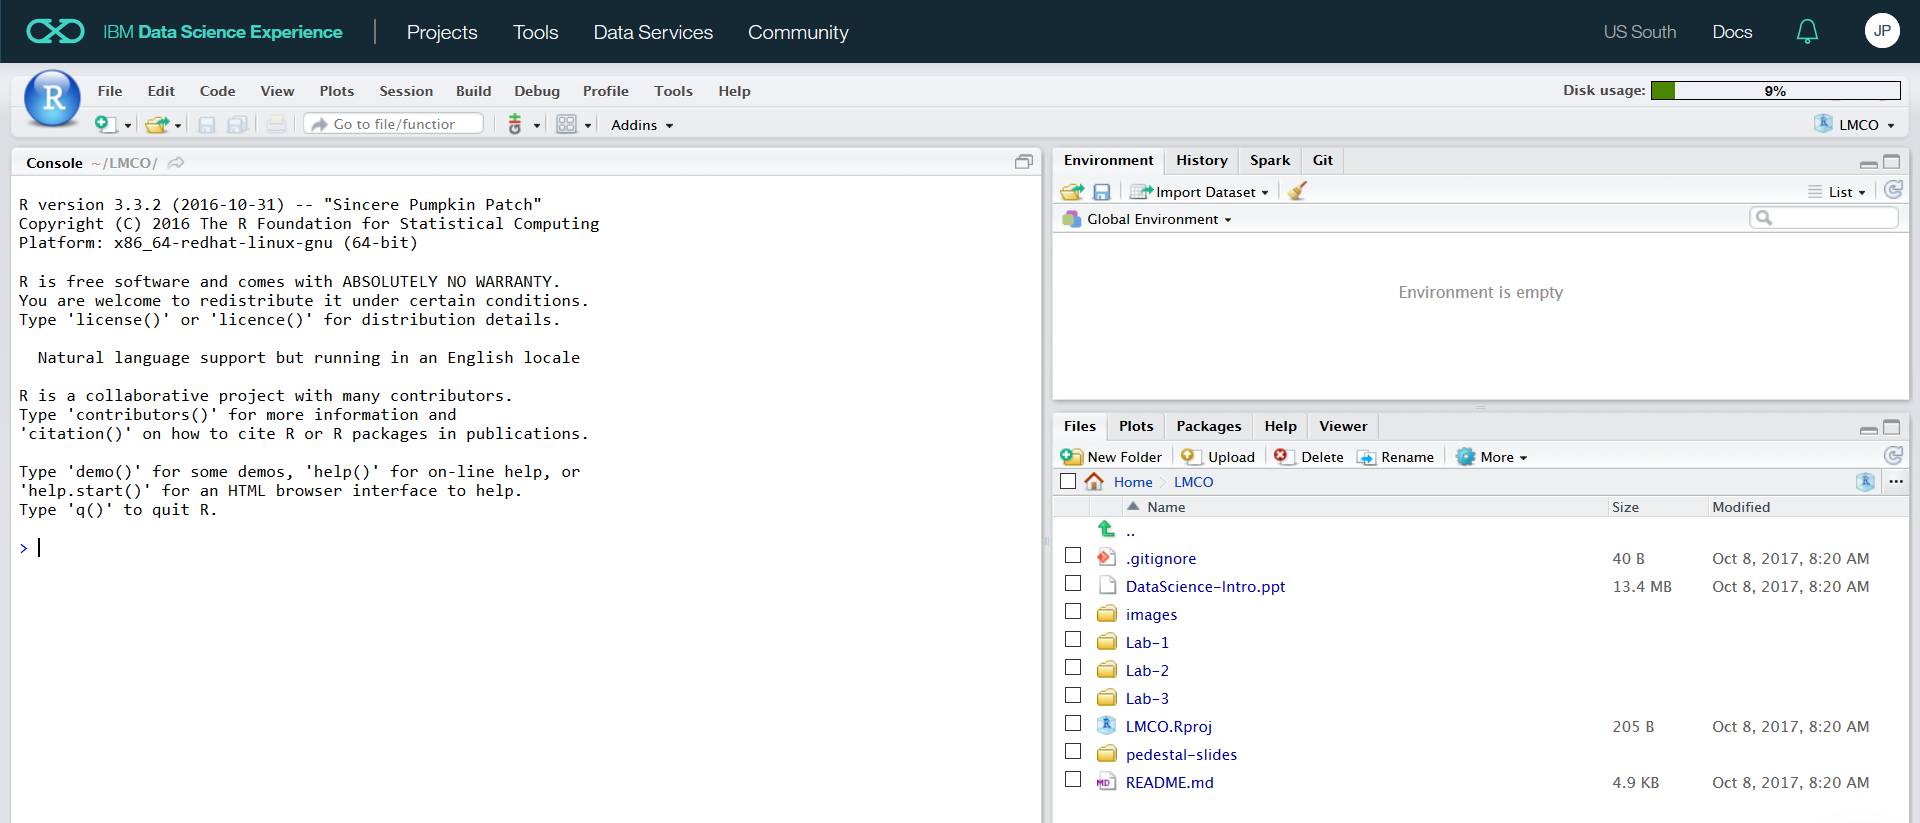 IBM Data Science Experience Projects Tools Data Services Community US South Docs JP
R File Edit Code View Plots Session Build Debug Profile Tools Help Disk usage: 9%
Go to file/functior Addins LMCO
Console ~/LMCO/
R version 3.3.2 (2016-10-31) -- "Sincere Pumpkin Patch"
Copyright (C) 2016 The R Foundation for Statistical Computing
Platform: x86_64-redhat-linux-gnu (64-bit)
R is free software and comes with ABSOLUTELY NO WARRANTY.
You are welcome to redistribute it under certain conditions.
Type 'license()' or 'licence()' for distribution details.
Natural language support but running in an English locale
R is a collaborative project with many contributors.
Type 'contributors()' for more information and
'citation()' on how to cite R or R packages in publications.
Type 'demo()' for some demos, 'help()' for on-line help, or
'help.start()' for an HTML browser interface to help.
Type 'q()' to quit R.
>
Environment History Spark Git
Import Dataset List
Global Environment
Environment is empty
Files Plots Packages Help Viewer
New Folder Upload Delete Rename More
Home LMCO ...
Name Size Modified
..
.gitignore 40 B Oct 8, 2017, 8:20 AM
DataScience-Intro.ppt 13.4 MB Oct 8, 2017, 8:20 AM
images
Lab-1
Lab-2
Lab-3
LMCO.Rproj 205 B Oct 8, 2017, 8:20 AM
pedestal-slides
MD README.md 4.9 KB Oct 8, 2017, 8:20 AM